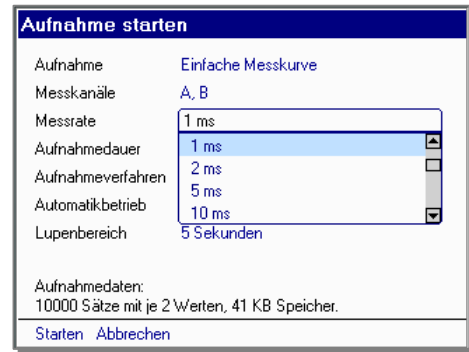 Aufnahme starten
Aufnahme Einfache Messkurve
Messkanäle A, B
Messrate 1 ms
Aufnahmedauer 1 ms
Aufnahmeverfahren 2 ms
5 ms
Automatikbetrieb 10 ms
Lupenbereich 5 Sekunden
Aufnahmedaten:
10000 Sätze mit je 2 Werten, 41 KB Speicher.
Starten Abbrechen